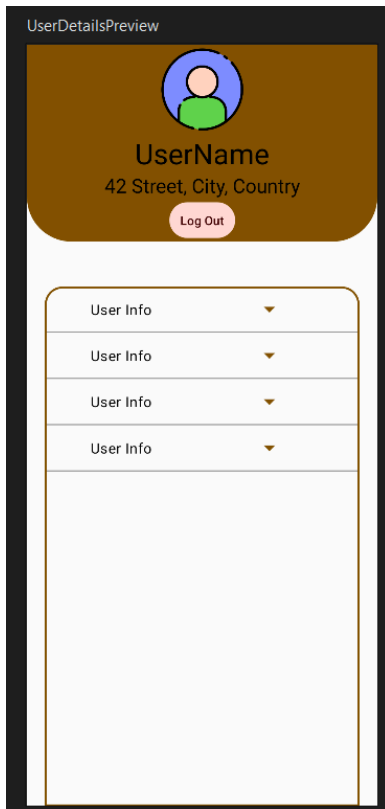 UserDetailsPreview
UserName
42 Street, City, Country
Log Out
User Info
User Info
User Info
User Info